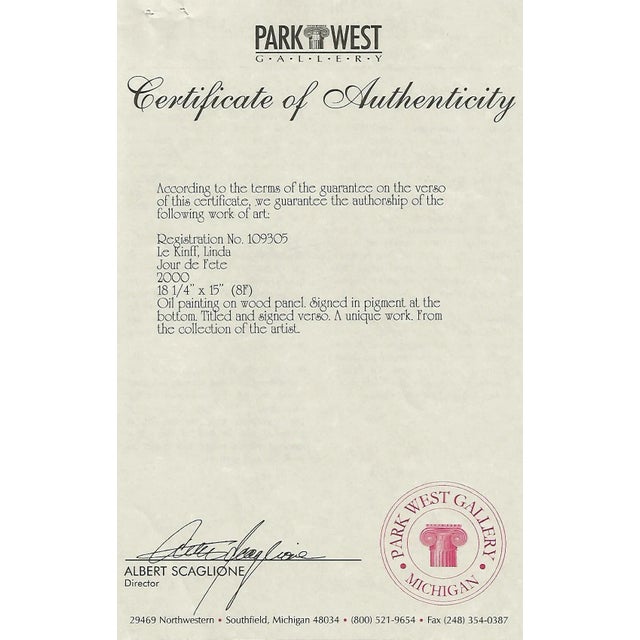 PARK WEST
G·A·L·L·E·R·Y
Certificate of Authenticity
According to the terms of the guarantee on the verso
of this certificate, we guarantee the authorship of the
following work of art:
Registration No. 109305
Le Kinff, Linda
Jour de Fete
2000
18 1/4" x 15" (8F)
Oil painting on wood panel. Signed in pigment at the
bottom. Titled and signed verso. A unique work. From
the collection of the artist.
PARK WEST GALLERY • MICHIGAN •
ALBERT SCAGLIONE
Director
29469 Northwestern • Southfield, Michigan 48034 • (800) 521-9654 • Fax (248) 354-0387